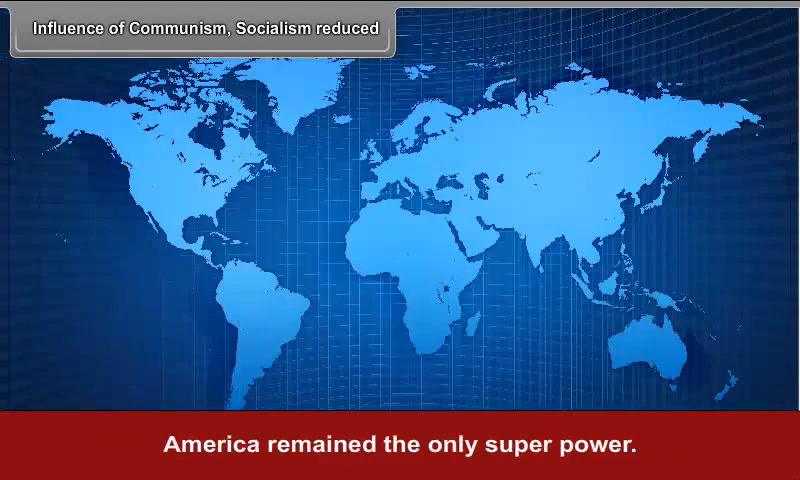 Influence of Communism, Socialism reduced
America remained the only super power.